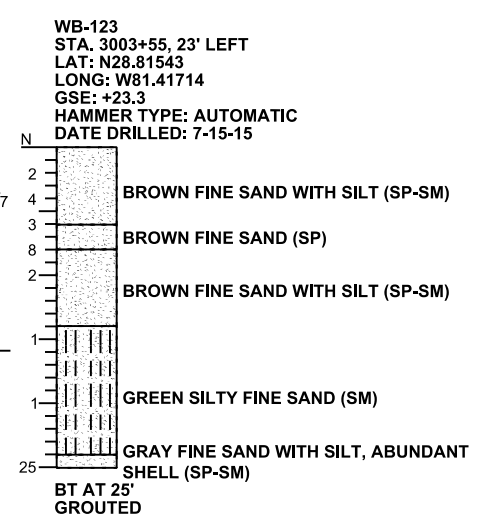 WB-123
STA. 3003+55, 23' LEFT
LAT: N28.81543
LONG: W81.41714
GSE: +23.3
HAMMER TYPE: AUTOMATIC
DATE DRILLED: 7-15-15
N
2
7
4
BROWN FINE SAND WITH SILT (SP-SM)
3
BROWN FINE SAND (SP)
8
2
BROWN FINE SAND WITH SILT (SP-SM)
1
1
GREEN SILTY FINE SAND (SM)
GRAY FINE SAND WITH SILT, ABUNDANT
25
SHELL (SP-SM)
BT AT 25'
GROUTED